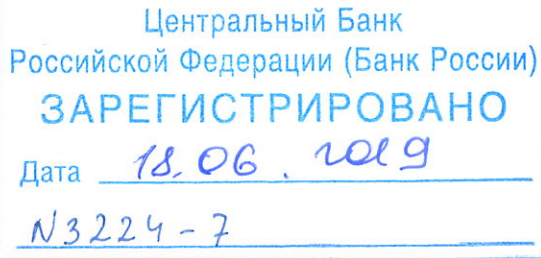 Центральный Банк
Российской Федерации (Банк России)
ЗАРЕГИСТРИРОВАНО
Дата 18.06.2019
N3224-7